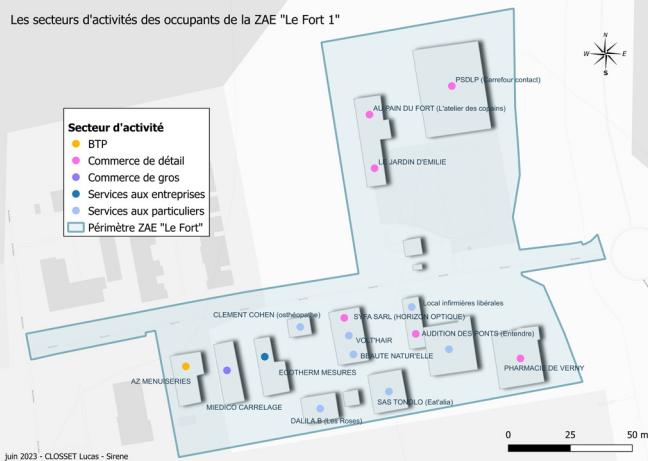 Les secteurs d'activités des occupants de la ZAE "Le Fort 1"
N
W
E
S
PSDLP (Carrefour contact)
AU PAIN DU FORT (L'atelier des copains)
LE JARDIN D'EMILIE
Secteur d'activité
BTP
Commerce de détail
Commerce de gros
Services aux entreprises
Services aux particuliers
Périmètre ZAE "Le Fort"
Local infirmières libérales
CLEMENT COHEN (osthéopathe)
SYFA SARL (HORIZON OPTIQUE)
AUDITION DES PONTS (Entendre)
VOLT'HAIR
BEAUTE NATUR'ELLE
ECOTHERM MESURES
PHARMACIE DE VERNY
AZ MENUISERIES
MIEDICO CARRELAGE
SAS TONOLO (Eat'alia)
DALILA.B (Les Roses)
0 25 50 m
juin 2023 - CLOSSET Lucas - Sirene